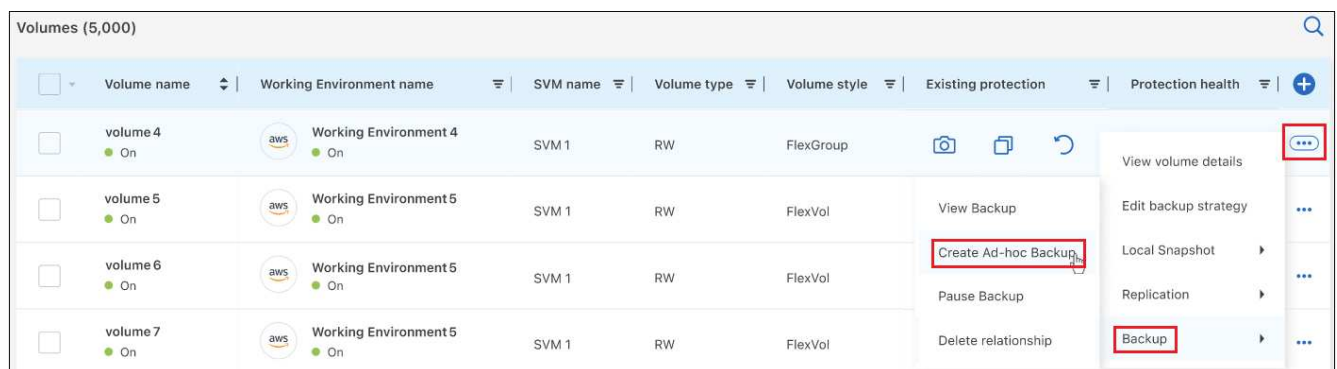 Volumes (5,000)
Volume name Working Environment name SVM name Volume type Volume style Existing protection Protection health
volume 4 aws Working Environment 4 SVM 1 RW FlexGroup
On On
View volume details
volume 5 aws Working Environment 5 SVM 1 RW FlexVol View Backup Edit backup strategy
On On
Create Ad-hoc Backup Local Snapshot
volume 6 aws Working Environment 5 SVM 1 RW FlexVol
On On
Pause Backup Replication
volume 7 aws Working Environment 5 SVM 1 RW FlexVol Delete relationship Backup
On On